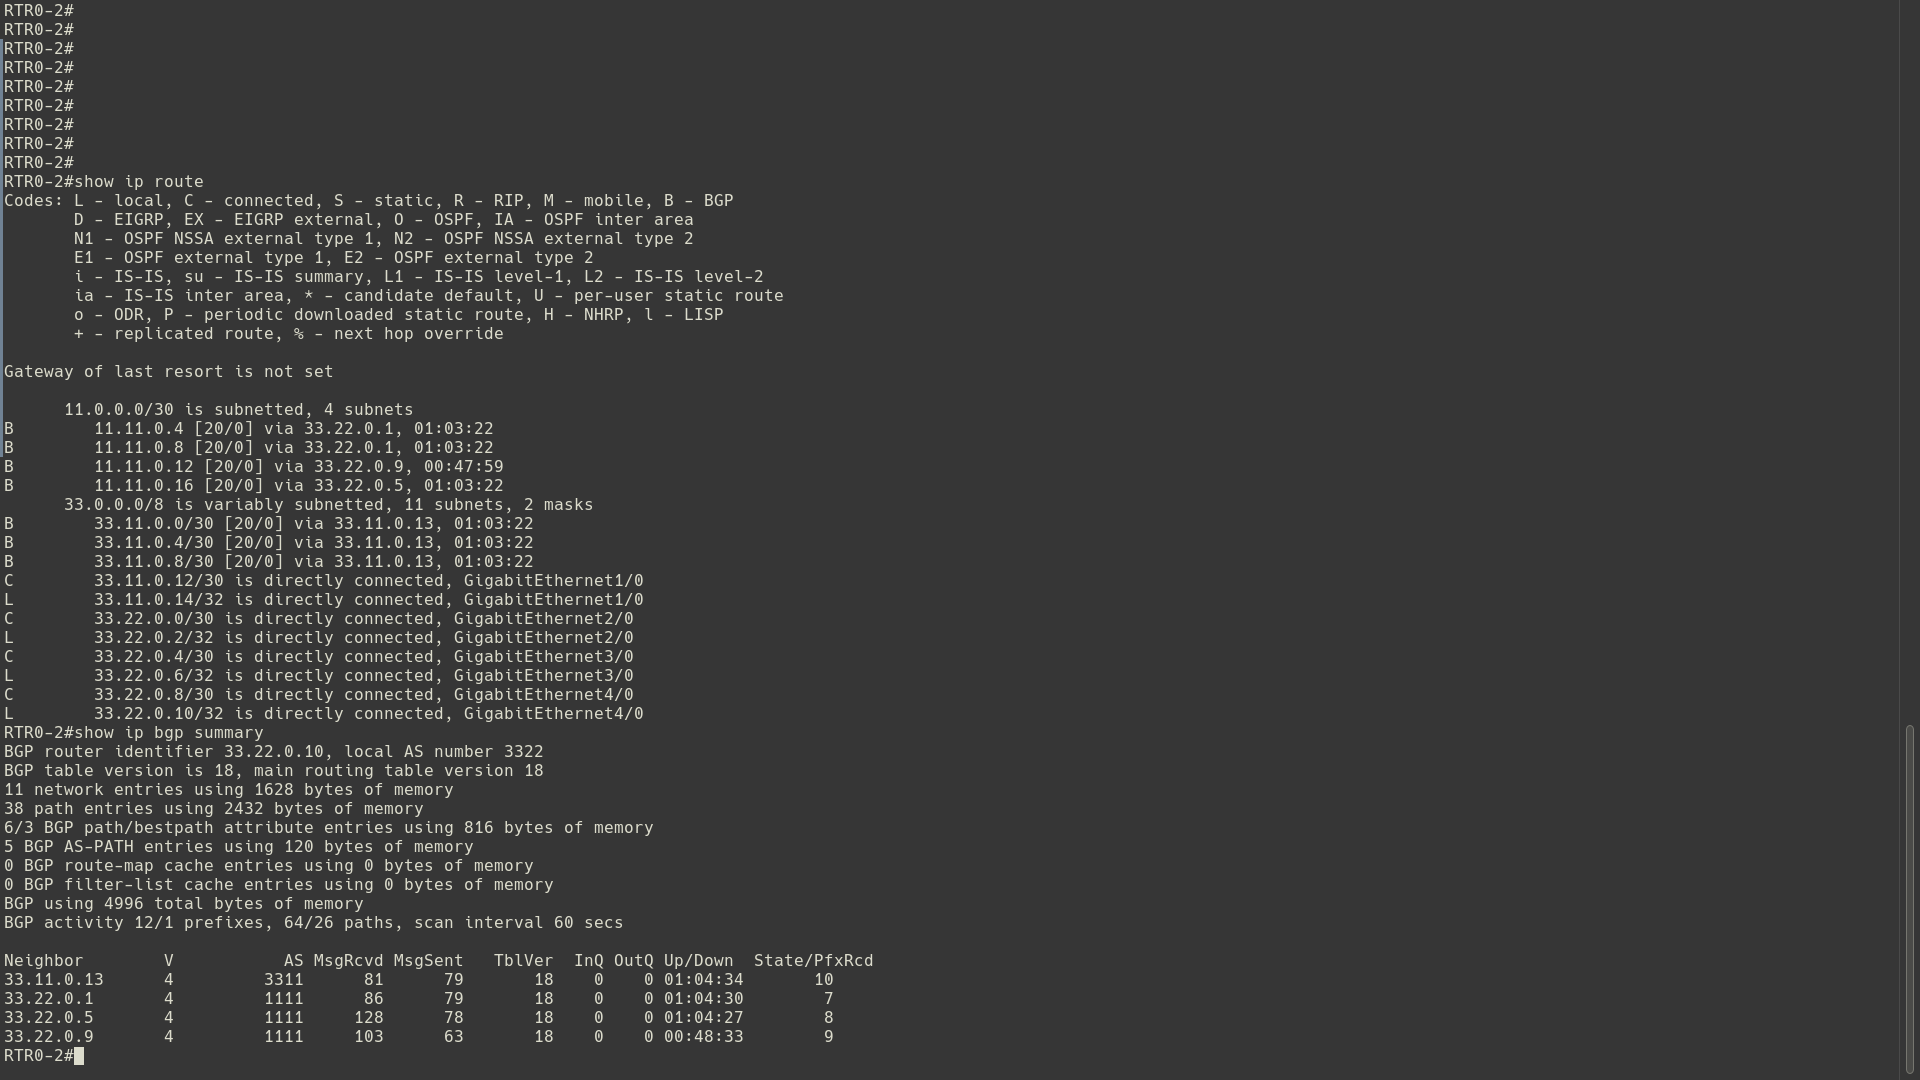 RTR0-2#
RTR0-2#
RTR0-2#
RTR0-2#
RTR0-2#
RTR0-2#
RTR0-2#
RTR0-2#
RTR0-2#
RTR0-2#show ip route
Codes: L - local, C - connected, S - static, R - RIP, M - mobile, B - BGP
       D - EIGRP, EX - EIGRP external, O - OSPF, IA - OSPF inter area
       N1 - OSPF NSSA external type 1, N2 - OSPF NSSA external type 2
       E1 - OSPF external type 1, E2 - OSPF external type 2
       i - IS-IS, su - IS-IS summary, L1 - IS-IS level-1, L2 - IS-IS level-2
       ia - IS-IS inter area, * - candidate default, U - per-user static route
       o - ODR, P - periodic downloaded static route, H - NHRP, l - LISP
       + - replicated route, % - next hop override

Gateway of last resort is not set

      11.0.0.0/30 is subnetted, 4 subnets
B        11.11.0.4 [20/0] via 33.22.0.1, 01:03:22
B        11.11.0.8 [20/0] via 33.22.0.1, 01:03:22
B        11.11.0.12 [20/0] via 33.22.0.9, 00:47:59
B        11.11.0.16 [20/0] via 33.22.0.5, 01:03:22
      33.0.0.0/8 is variably subnetted, 11 subnets, 2 masks
B        33.11.0.0/30 [20/0] via 33.11.0.13, 01:03:22
B        33.11.0.4/30 [20/0] via 33.11.0.13, 01:03:22
B        33.11.0.8/30 [20/0] via 33.11.0.13, 01:03:22
C        33.11.0.12/30 is directly connected, GigabitEthernet1/0
L        33.11.0.14/32 is directly connected, GigabitEthernet1/0
C        33.22.0.0/30 is directly connected, GigabitEthernet2/0
L        33.22.0.2/32 is directly connected, GigabitEthernet2/0
C        33.22.0.4/30 is directly connected, GigabitEthernet3/0
L        33.22.0.6/32 is directly connected, GigabitEthernet3/0
C        33.22.0.8/30 is directly connected, GigabitEthernet4/0
L        33.22.0.10/32 is directly connected, GigabitEthernet4/0
RTR0-2#show ip bgp summary
BGP router identifier 33.22.0.10, local AS number 3322
BGP table version is 18, main routing table version 18
11 network entries using 1628 bytes of memory
38 path entries using 2432 bytes of memory
6/3 BGP path/bestpath attribute entries using 816 bytes of memory
5 BGP AS-PATH entries using 120 bytes of memory
0 BGP route-map cache entries using 0 bytes of memory
0 BGP filter-list cache entries using 0 bytes of memory
BGP using 4996 total bytes of memory
BGP activity 12/1 prefixes, 64/26 paths, scan interval 60 secs

Neighbor        V           AS MsgRcvd MsgSent   TblVer  InQ OutQ Up/Down  State/PfxRcd
33.11.0.13      4         3311      81      79       18    0    0 01:04:34       10
33.22.0.1       4         1111      86      79       18    0    0 01:04:30        7
33.22.0.5       4         1111     128      78       18    0    0 01:04:27        8
33.22.0.9       4         1111     103      63       18    0    0 00:48:33        9
RTR0-2#